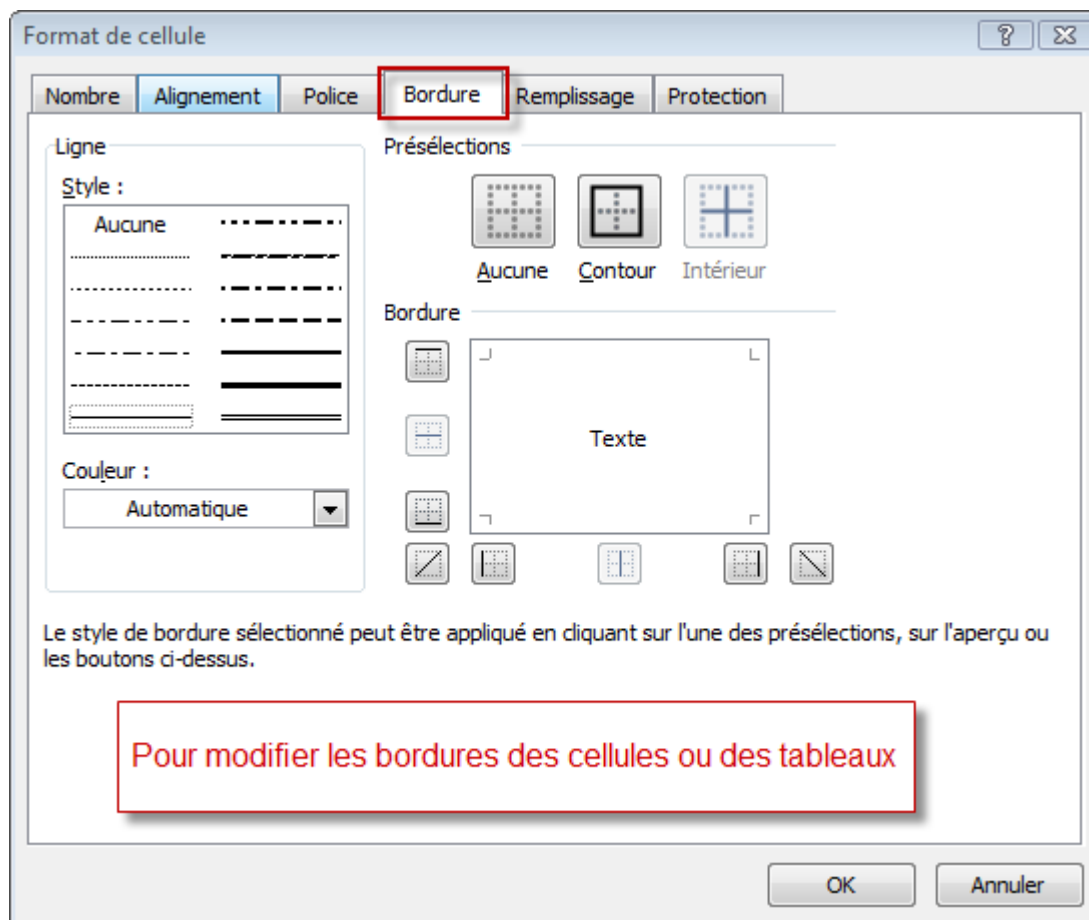 Format de cellule
Nombre Alignement Police Bordure Remplissage Protection
Ligne
Style :
Aucune
Couleur :
Automatique
Présélections
Aucune Contour Intérieur
Bordure
Texte
Le style de bordure sélectionné peut être appliqué en cliquant sur l'une des présélections, sur l'aperçu ou
les boutons ci-dessus.
Pour modifier les bordures des cellules ou des tableaux
OK Annuler